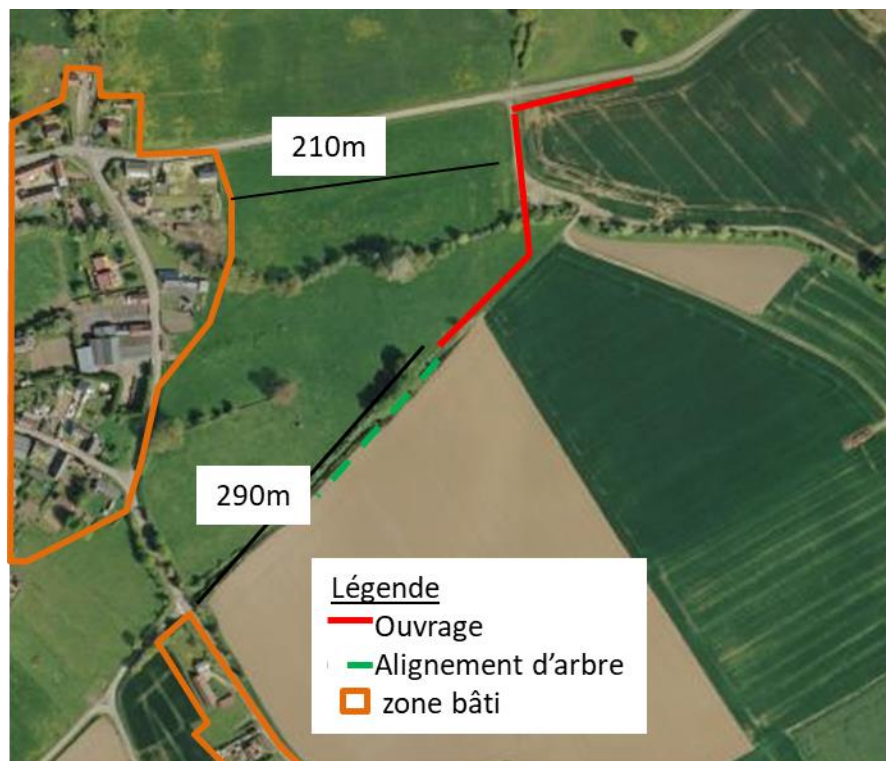 210m
290m
Légende
Ouvrage
Alignement d'arbre
zone bâti